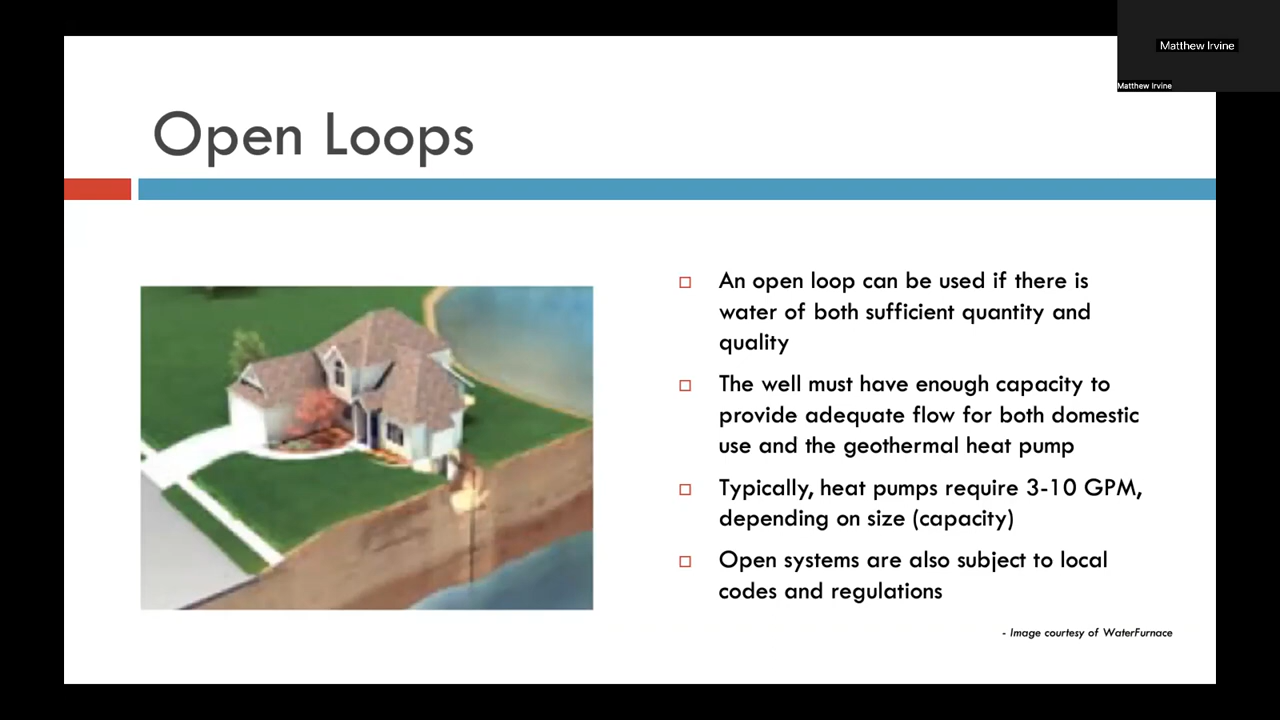 Matthew Irvine
Matthew Irvine
Open Loops
An open loop can be used if there is
water of both sufficient quantity and
quality
The well must have enough capacity to
provide adequate flow for both domestic
use and the geothermal heat pump
Typically, heat pumps require 3-10 GPM,
depending on size (capacity)
Open systems are also subject to local
codes and regulations
- Image courtesy of WaterFurnace